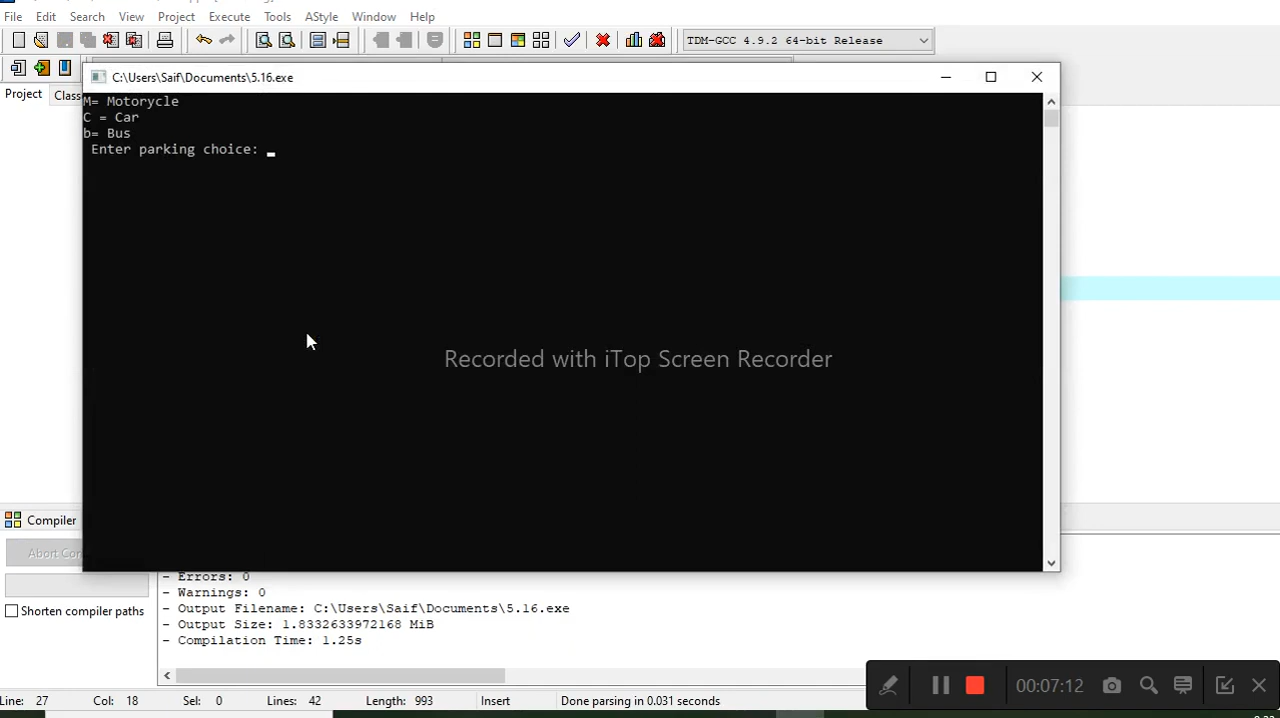 File Edit Search View Project Execute Tools AStyle Window Help
TDM-GCC 4.9.2 64-bit Release
C:\Users\Saif\Documents\5.16.exe
Project Class
M= Motorycle
C = Car
b= Bus
Enter parking choice:
Recorded with iTop Screen Recorder
Compiler
Abort Co
- Errors: 0
- Warnings: 0
- Output Filename: C:\Users\Saif\Documents\5.16.exe
- Output Size: 1.8332633972168 MiB
- Compilation Time: 1.25s
Shorten compiler paths
00:07:12
Line: 27 Col: 18 Sel: 0 Lines: 42 Length: 993 Insert Done parsing in 0.031 seconds